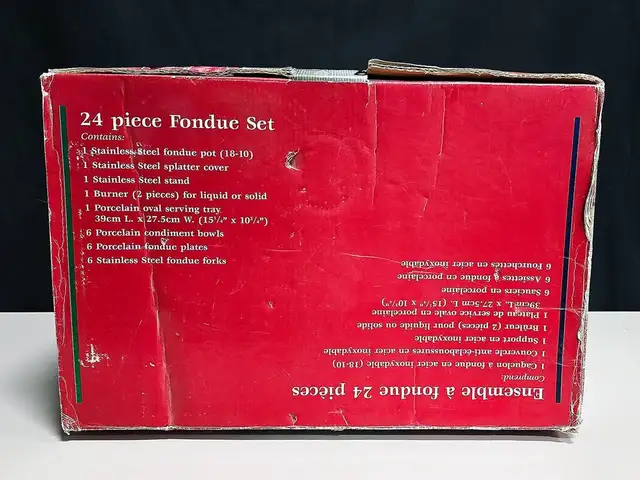 24 piece Fondue Set
Contains:
1 Stainless Steel fondue pot (18-10)
1 Stainless Steel splatter cover
1 Stainless Steel stand
1 Burner (2 pieces) for liquid or solid
1 Porcelain oval serving tray
39cm L. x 27.5cm W. (15¼" x 10¾")
6 Porcelain condiment bowls
6 Porcelain fondue plates
6 Stainless Steel fondue forks
Ensemble à fondue 24 pièces
Comprend:
1 Caquelon à fondue inoxydable en acier (18-10)
1 Couvercle anti-éclaboussures en acier inoxydable
1 Support en acier inoxydable
1 Brûleur (2 pièces) pour liquide ou solide
1 Plateau de service en ovale en porcelaine
39cm L. x 27.5cm L. (15¼" x 10¾")
6 Sauciers en porcelaine
6 Assiettes à fondue en porcelaine
6 Fourchettes en acier inoxydable